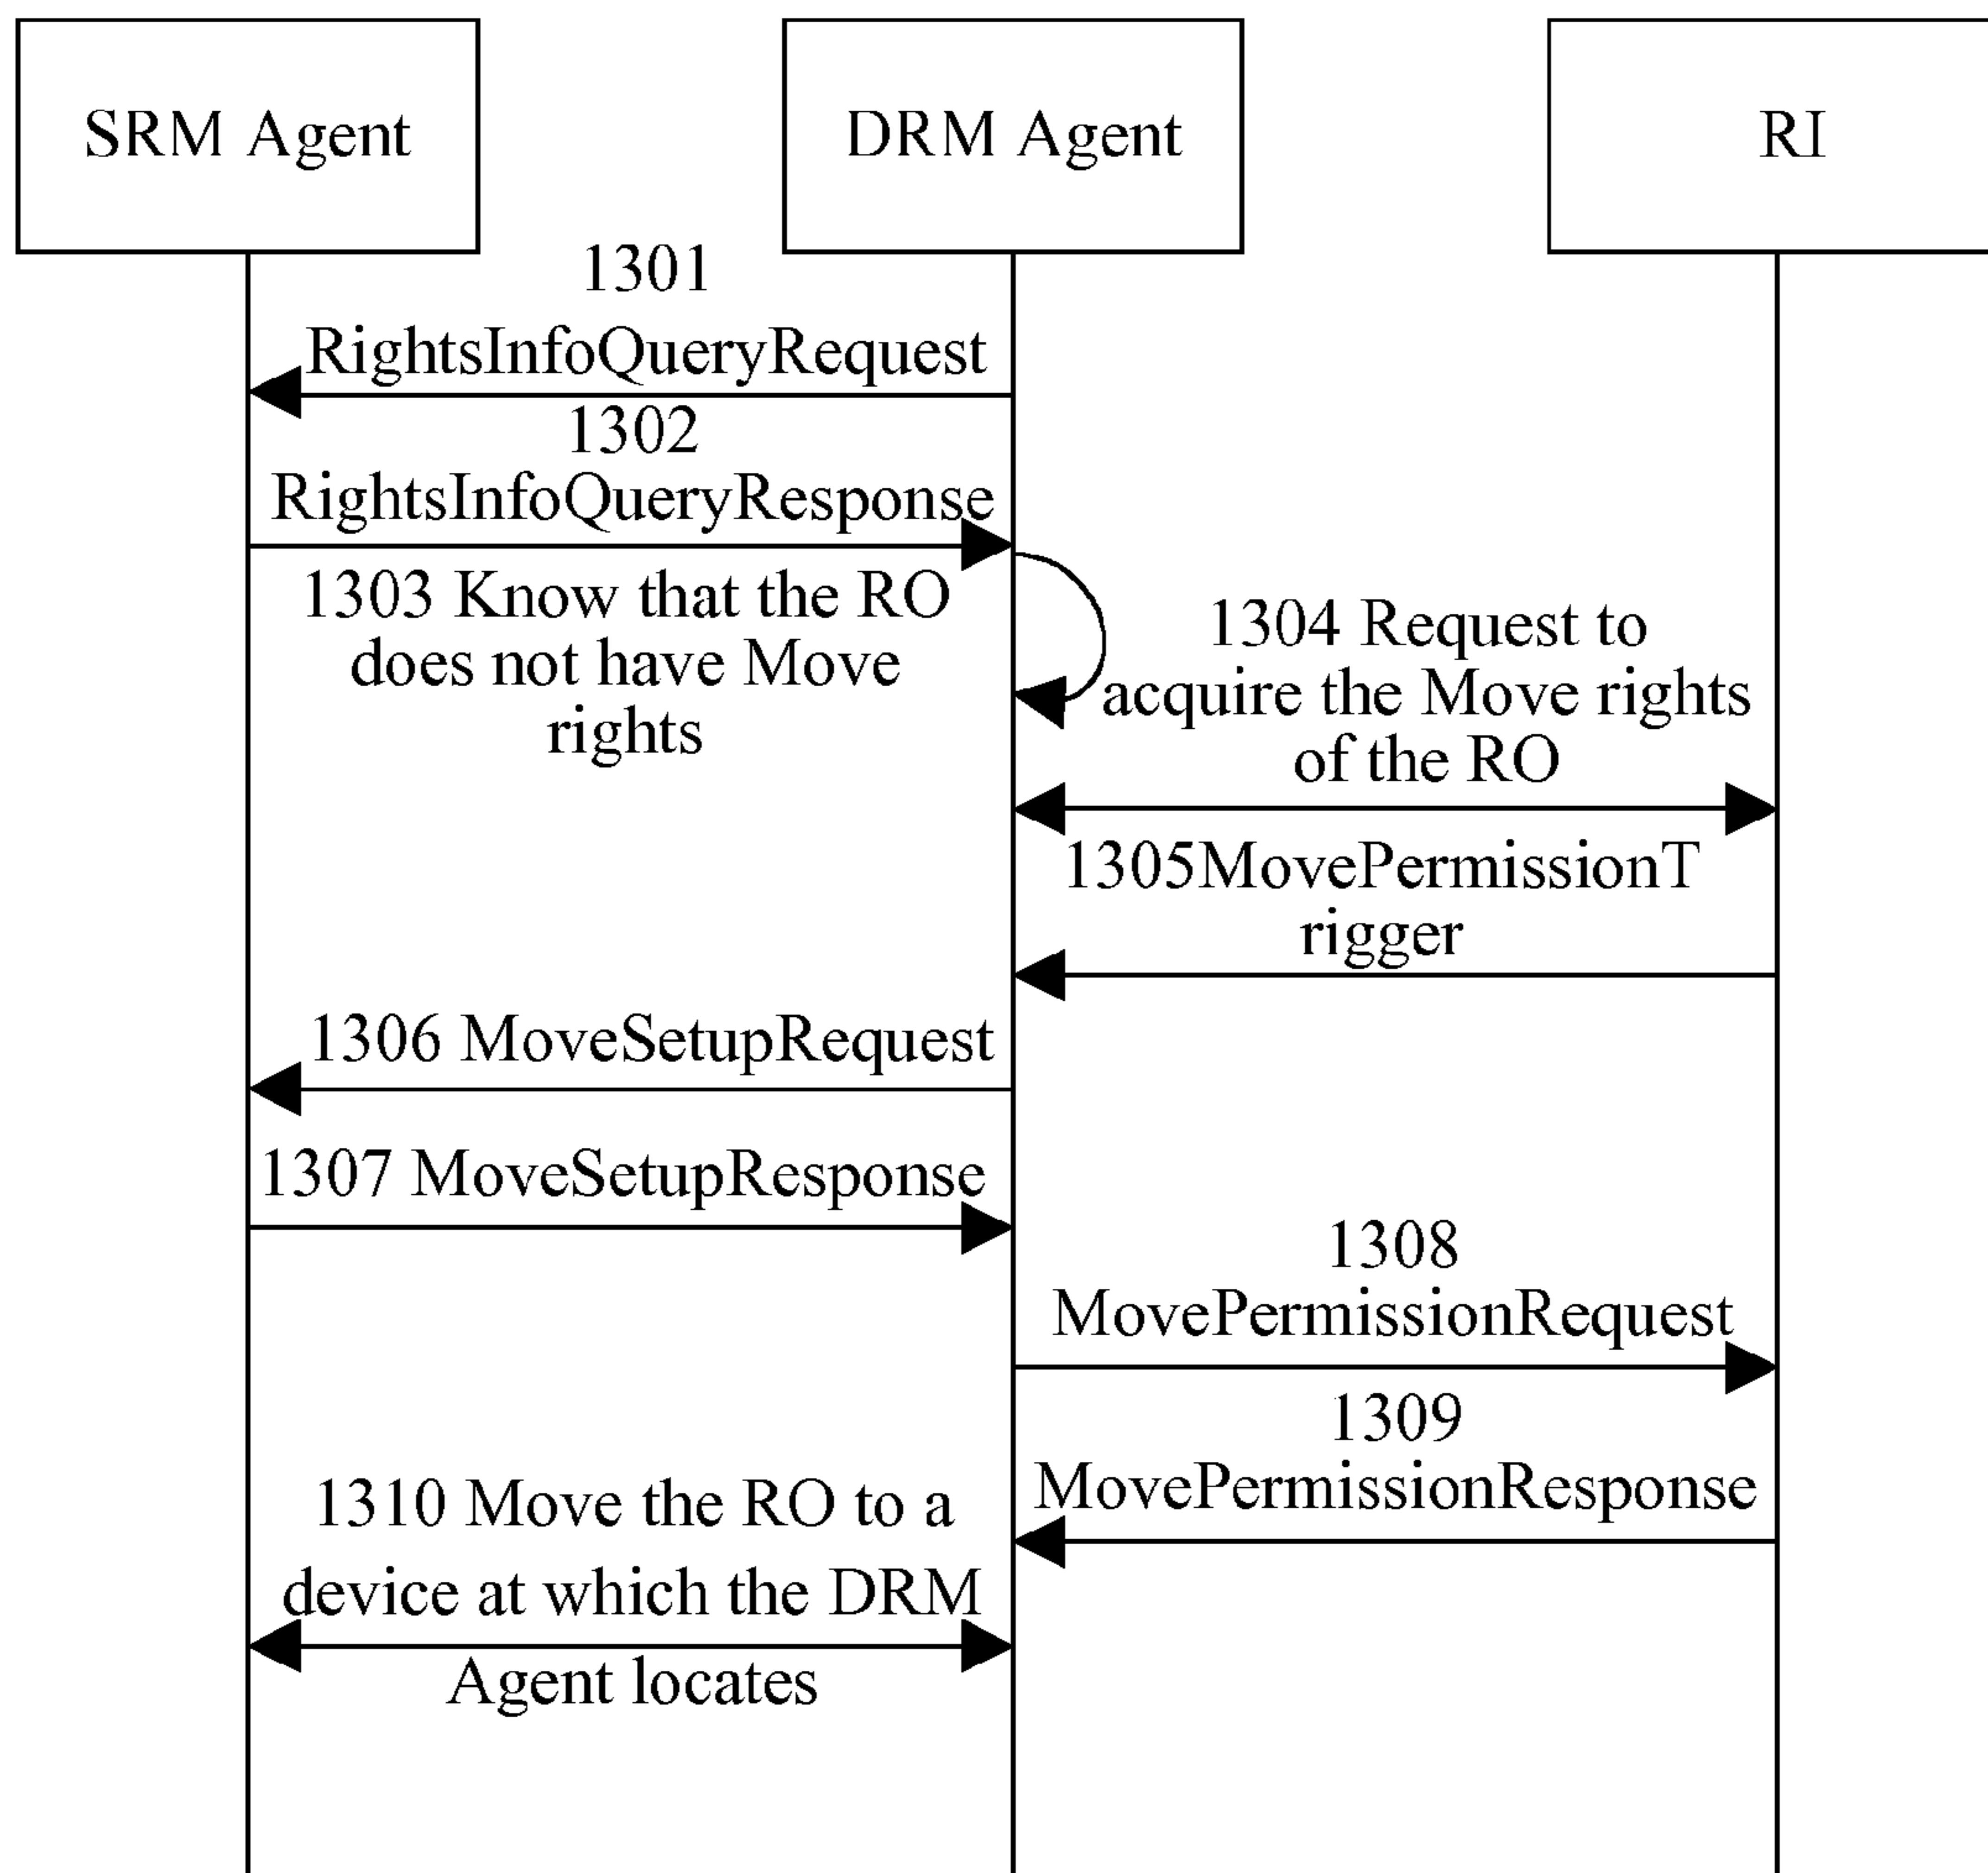 SRM Agent
DRM Agent
RI
1301
RightsInfoQueryRequest
1302
RightsInfoQueryResponse
1303 Know that the RO
does not have Move
rights
1304 Request to
acquire the Move rights
of the RO
1305MovePermissionT
rigger
1306 MoveSetupRequest
1307 MoveSetupResponse
1308
MovePermissionRequest
1309
MovePermissionResponse
1310 Move the RO to a
device at which the DRM
Agent locates